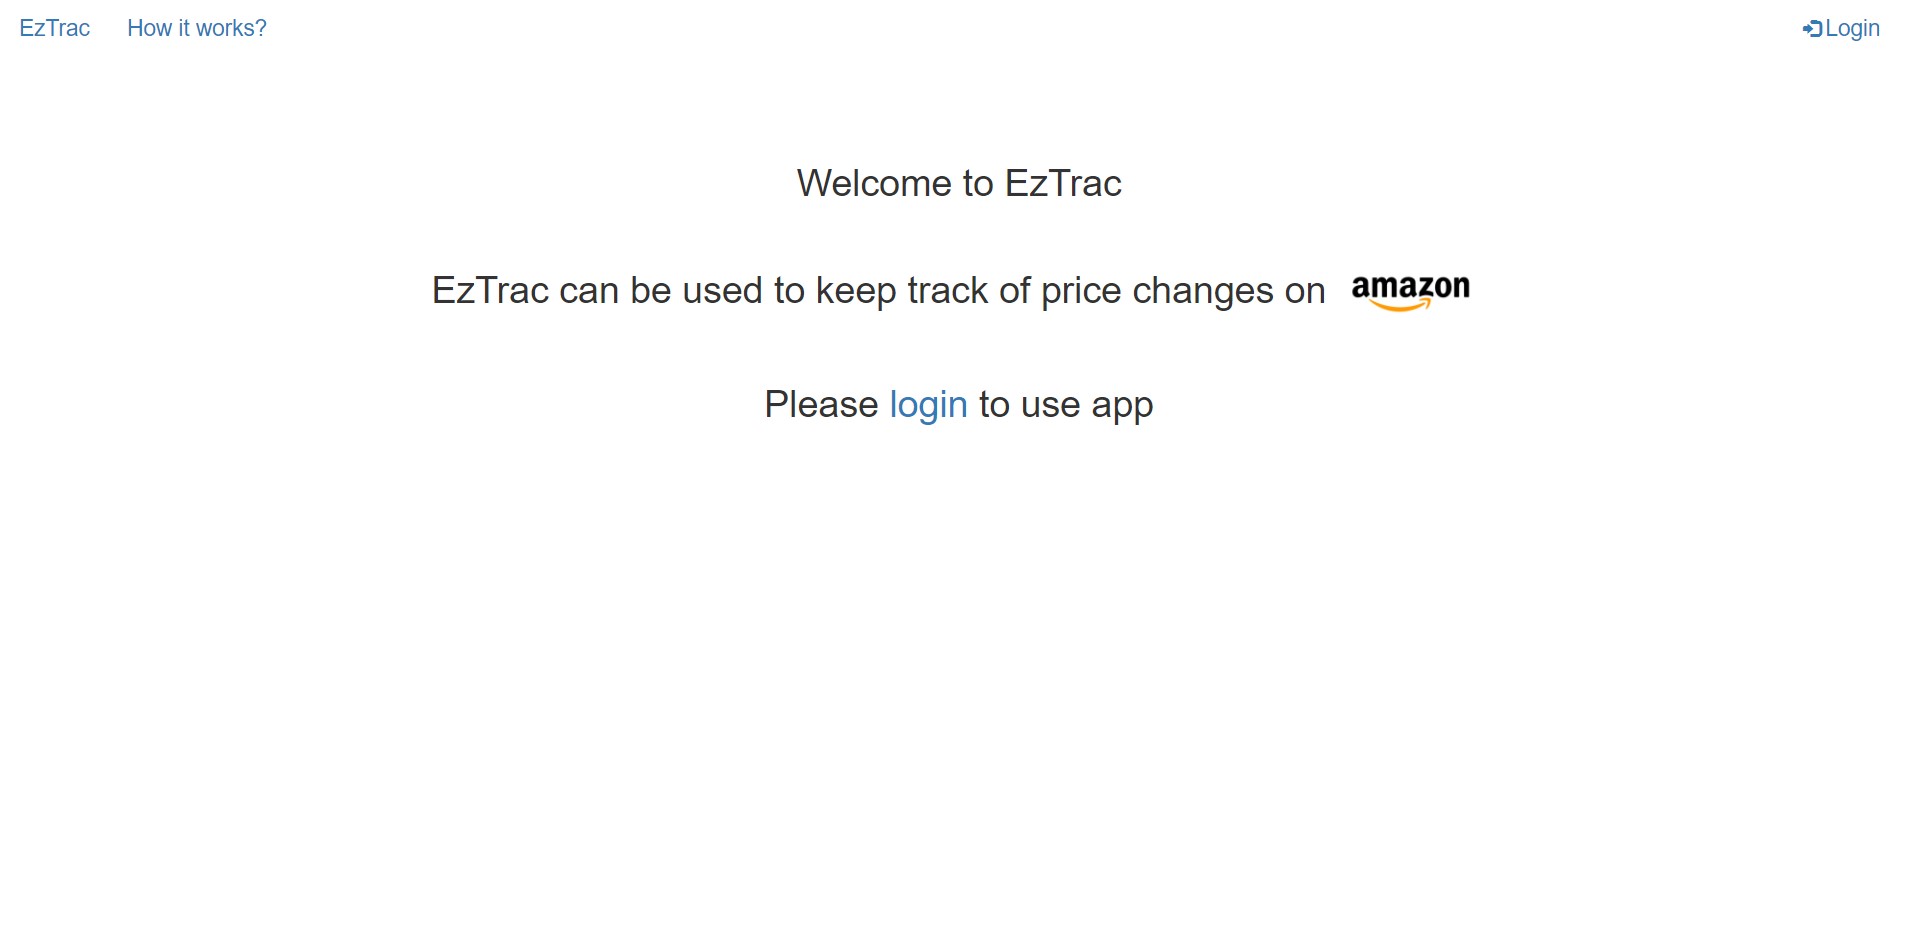 EzTrac How it works? Login
Welcome to EzTrac
EzTrac can be used to keep track of price changes on amazon
Please login to use app